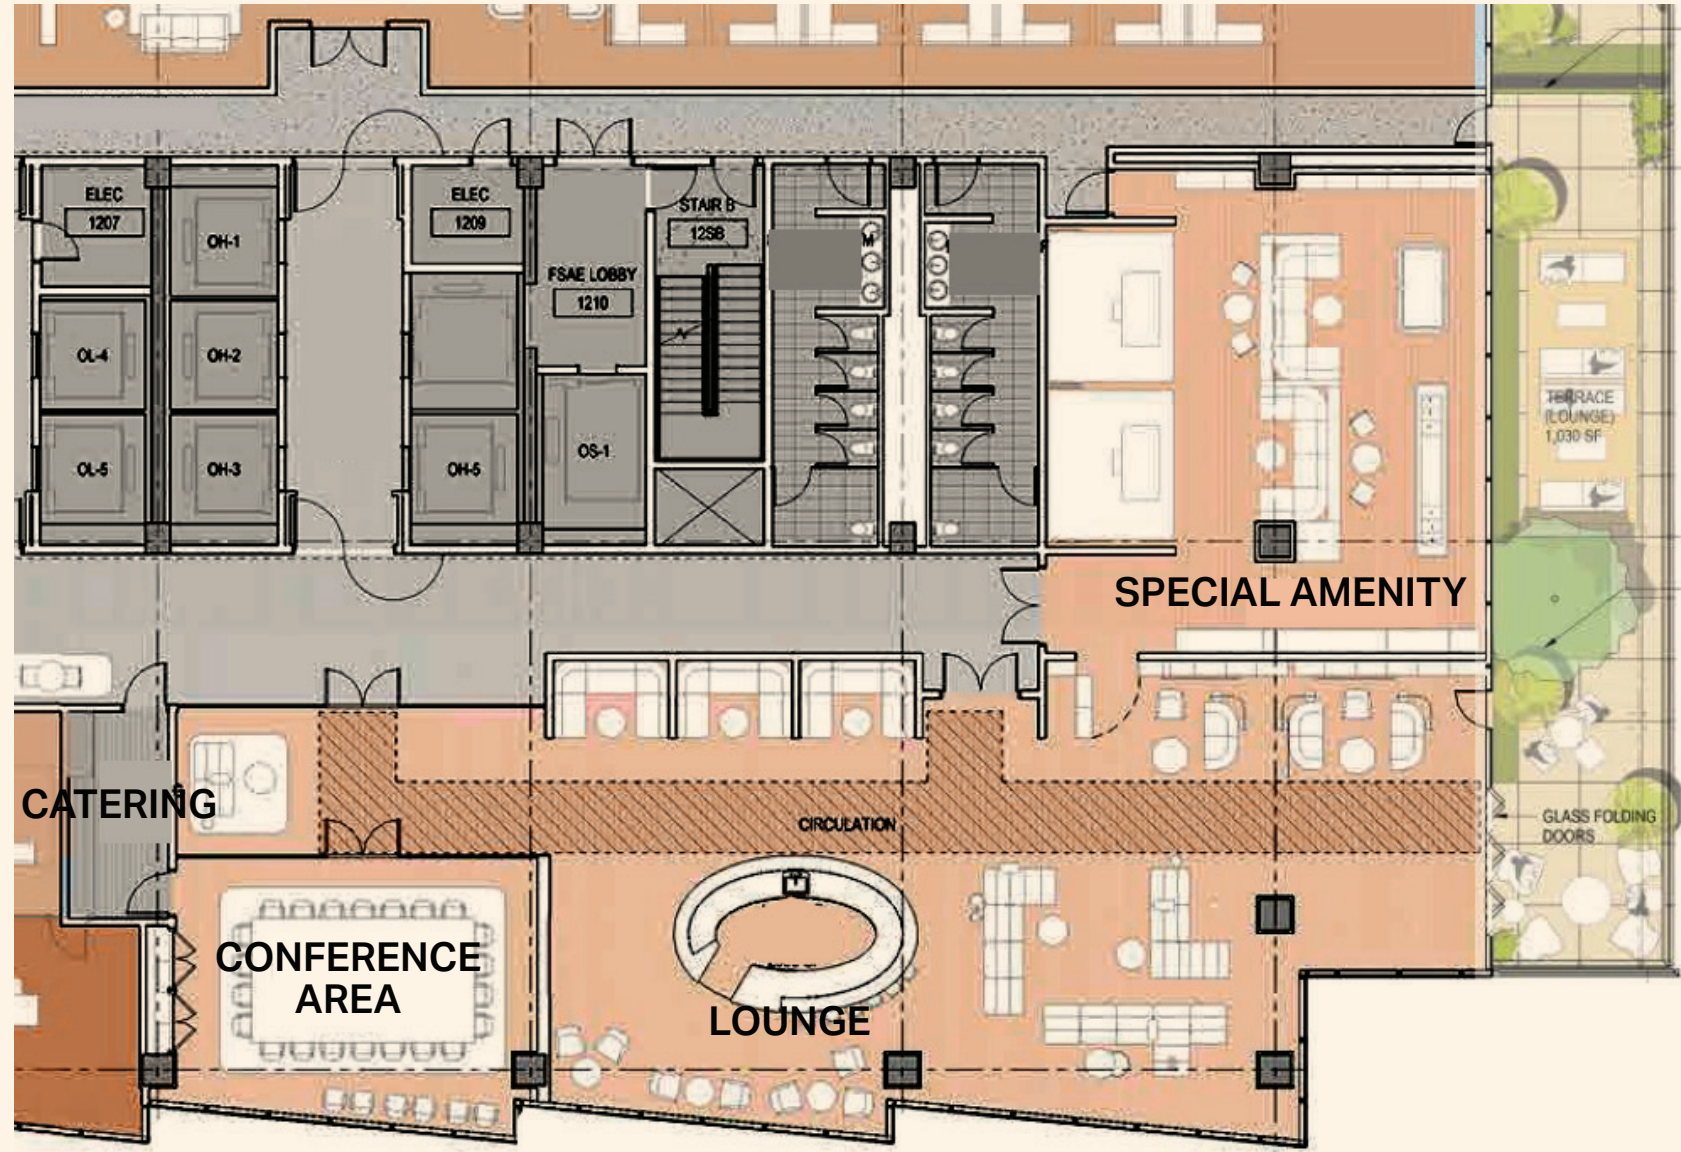 ELEC
1207
OH-1
ELEC
1209
STAIR B
12SB
M
FSAE LOBBY
1210
OL-4
OH-2
OL-5
OH-3
OH-5
OS-1
TERRACE
(LOUNGE)
1,030 SF
SPECIAL AMENITY
CATERING
CIRCULATION
GLASS FOLDING
DOORS
CONFERENCE
AREA
LOUNGE